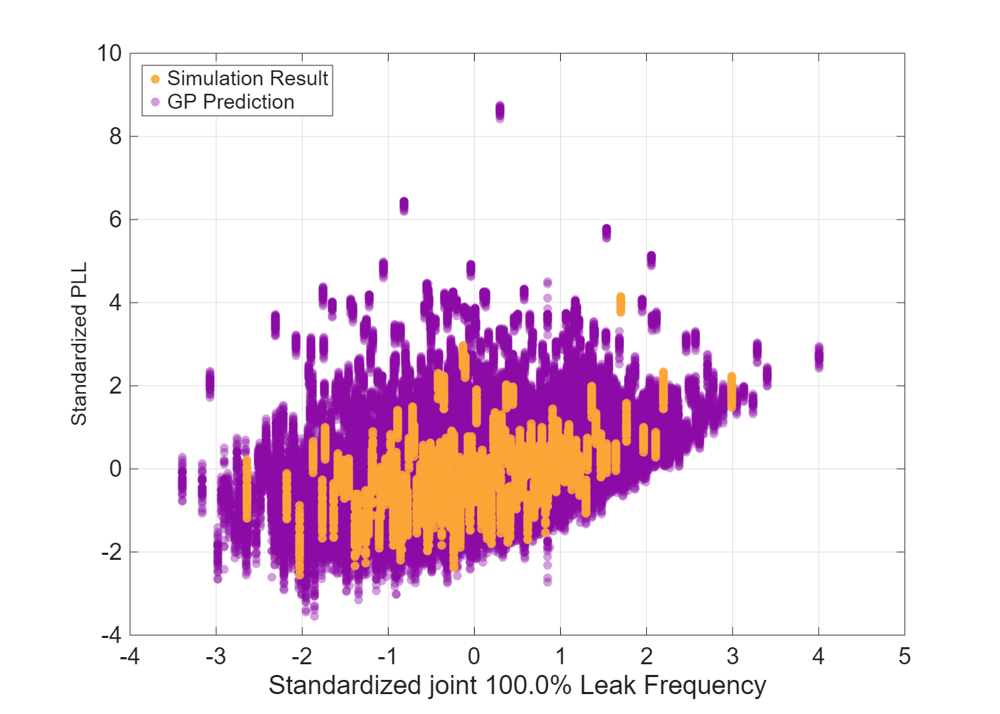 Simulation Result
GP Prediction
10
8
6
4
2
0
-2
-4
Standardized PLL
-4 -3 -2 -1 0 1 2 3 4 5
Standardized joint 100.0% Leak Frequency